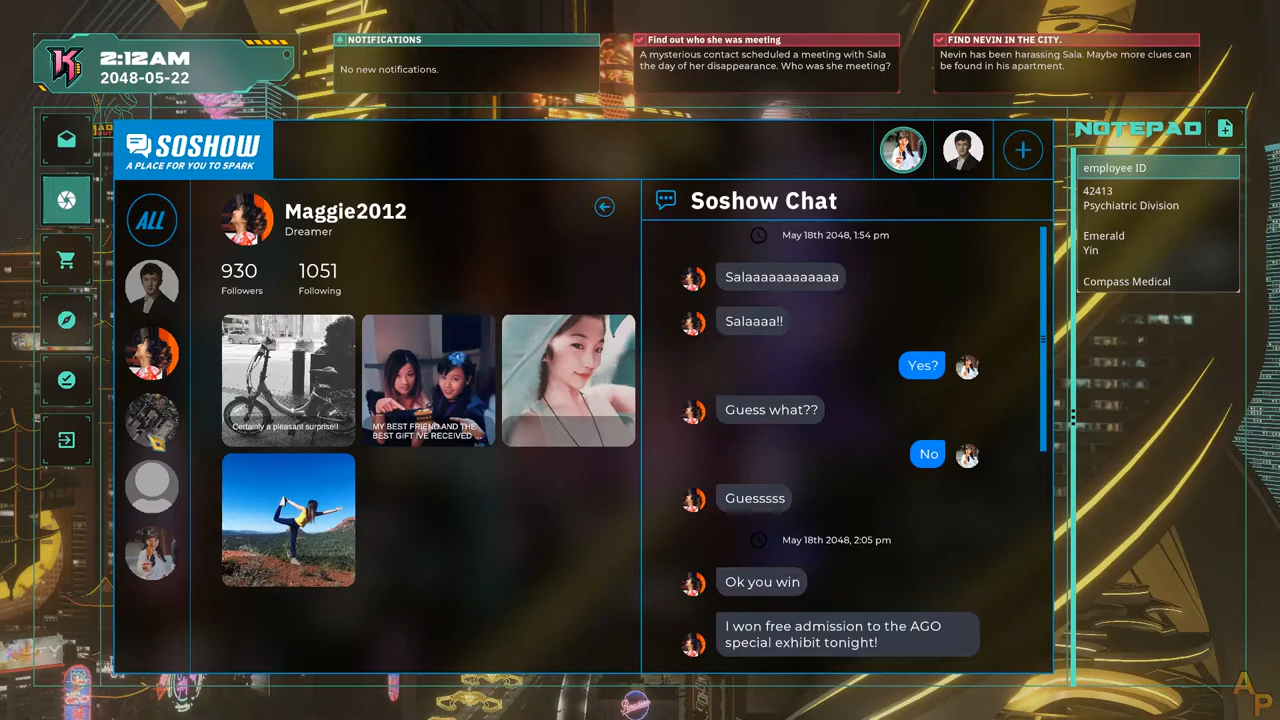 2:12AM
2048-05-22
NOTIFICATIONS
No new notifications.
Find out who she was meeting
A mysterious contact scheduled a meeting with Sala
the day of her disappearance. Who was she meeting?
FIND NEVIN IN THE CITY.
Nevin has been harassing Sala. Maybe more clues can
be found in his apartment.
SOSHOW
A PLACE FOR YOU TO SPARK
ALL
Maggie2012
Dreamer
930
Followers
1051
Following
Certainly a pleasant surprise!!
MY BEST FRIEND AND THE
BEST GIFT I'VE RECEIVED ...
Soshow Chat
May 18th 2048, 1:54 pm
Salaaaaaaaaaaaa
Salaaaa!!
Yes?
Guess what??
No
Guesssss
May 18th 2048, 2:05 pm
Ok you win
I won free admission to the AGO
special exhibit tonight!
NOTEPAD
employee ID
42413
Psychiatric Division
Emerald
Yin
Compass Medical
Paradise
AP